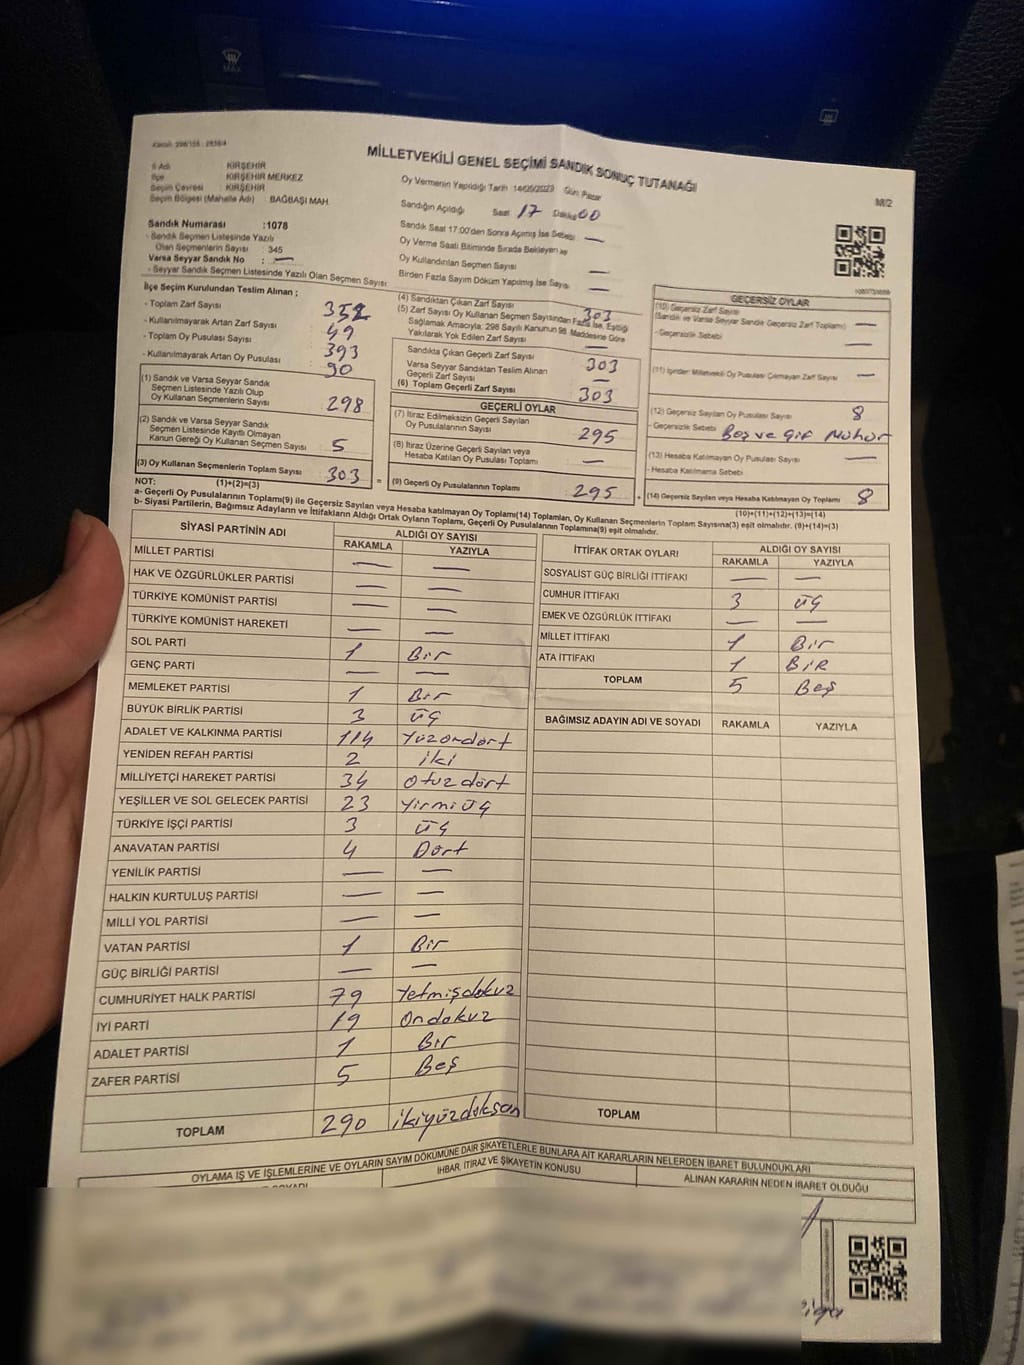 MAX
MİLLETVEKİLİ GENEL SEÇİMİ SANDIK SONUÇ TUTANAĞI
M/2
İl Adı KIRŞEHİR
İlçe KIRŞEHİR MERKEZ
Seçim Çevresi : KIRŞEHİR
Seçim Bölgesi (Mahalle Adı) BAĞBAŞI MAH.
Sandık Numarası :1078
- Sandık Seçmen Listesinde Yazılı
Olan Seçmenlerin Sayısı : 345
Varsa Seyyar Sandık No : —
- Seyyar Sandık Seçmen Listesinde Yazılı Olan Seçmen Sayısı
Oy Vermenin Yapıldığı Tarih 14/05/2023 Gün Pazar
Sandığın Açıldığı Saat 17 Dakika 00
Sandık Saat 17:00'den Sonra Açılmış İse Sebebi —
Oy Verme Saati Bitiminde Sırada Bekleyen ve
Oy Kullandırılan Seçmen Sayısı —
Birden Fazla Sayım Döküm Yapılmış İse Sayısı —
İlçe Seçim Kurulundan Teslim Alınan ;
- Toplam Zarf Sayısı 352
- Kullanılmayarak Artan Zarf Sayısı 49
- Toplam Oy Pusulası Sayısı 393
- Kullanılmayarak Artan Oy Pusulası 90
(1) Sandık ve Varsa Seyyar Sandık
Seçmen Listesinde Yazılı Olup
Oy Kullanan Seçmenlerin Sayısı 298
(2) Sandık ve Varsa Seyyar Sandık
Seçmen Listesinde Kayıtlı Olmayan
Kanun Gereği Oy Kullanan Seçmen Sayısı 5
(3) Oy Kullanan Seçmenlerin Toplam Sayısı 303 =
(4) Sandıktan Çıkan Zarf Sayısı 303
(5) Zarf Sayısı Oy Kullanan Seçmen Sayısından Fazla İse, Eşitliği
Sağlamak Amacıyla; 298 Sayılı Kanunun 98. Maddesine Göre
Yakılarak Yok Edilen Zarf Sayısı —
Sandıkta Çıkan Geçerli Zarf Sayısı 303
Varsa Seyyar Sandıktan Teslim Alınan
Geçerli Zarf Sayısı —
(6) Toplam Geçerli Zarf Sayısı 303
GEÇERLİ OYLAR
(7) İtiraz Edilmeksizin Geçerli Sayılan
Oy Pusulalarının Sayısı 295
(8) İtiraz Üzerine Geçerli Sayılan veya
Hesaba Katılan Oy Pusulası Toplamı —
(9) Geçerli Oy Pusulalarının Toplamı 295 +
GEÇERSİZ OYLAR
(10) Geçersiz Zarf Sayısı
(Sandık ve Varsa Seyyar Sandık Geçersiz Zarf Toplamı) —
- Geçersizlik Sebebi —
(11) İçinden Milletvekili Oy Pusulası Çıkmayan Zarf Sayısı —
(12) Geçersiz Sayılan Oy Pusulası Sayısı 8
- Geçersizlik Sebebi Boş ve Çif Mühür
(13) Hesaba Katılmayan Oy Pusulası Sayısı —
- Hesaba Katılmama Sebebi
(14) Geçersiz Sayılan veya Hesaba Katılmayan Oy Toplamı 8
NOT: (1)+(2)=(3) (10)+(11)+(12)+(13)=(14)
a- Geçerli Oy Pusulalarının Toplamı(9) ile Geçersiz Sayılan veya Hesaba katılmayan Oy Toplamı(14) Toplamları, Oy Kullanan Seçmenlerin Toplam Sayısına(3) eşit olmalıdır. (9)+(14)=(3)
b- Siyasi Partilerin, Bağımsız Adayların ve İttifakların Aldığı Ortak Oyların Toplamı, Geçerli Oy Pusulalarının Toplamına(9) eşit olmalıdır.
SİYASİ PARTİNİN ADI ALDIĞI OY SAYISI
RAKAMLA YAZIYLA
MİLLET PARTİSİ — —
HAK VE ÖZGÜRLÜKLER PARTİSİ — —
TÜRKİYE KOMÜNİST PARTİSİ — —
TÜRKİYE KOMÜNİST HAREKETİ — —
SOL PARTİ 1 Bir
GENÇ PARTİ — —
MEMLEKET PARTİSİ 1 Bir
BÜYÜK BİRLİK PARTİSİ 3 üç
ADALET VE KALKINMA PARTİSİ 114 Yüzondört
YENİDEN REFAH PARTİSİ 2 iki
MİLLİYETÇİ HAREKET PARTİSİ 34 Otuzdört
YEŞİLLER VE SOL GELECEK PARTİSİ 23 Yirmi üç
TÜRKİYE İŞÇİ PARTİSİ 3 üç
ANAVATAN PARTİSİ 4 Dört
YENİLİK PARTİSİ — —
HALKIN KURTULUŞ PARTİSİ — —
MİLLİ YOL PARTİSİ — —
VATAN PARTİSİ 1 Bir
GÜÇ BİRLİĞİ PARTİSİ — —
CUMHURİYET HALK PARTİSİ 79 Yetmişdokuz
İYİ PARTİ 19 Ondokuz
ADALET PARTİSİ 1 Bir
ZAFER PARTİSİ 5 Beş
TOPLAM 290 ikiyüzdoksan
İTTİFAK ORTAK OYLARI ALDIĞI OY SAYISI
RAKAMLA YAZIYLA
SOSYALİST GÜÇ BİRLİĞİ İTTİFAKI — —
CUMHUR İTTİFAKI 3 üç
EMEK VE ÖZGÜRLÜK İTTİFAKI — —
MİLLET İTTİFAKI 1 Bir
ATA İTTİFAKI 1 BİR
TOPLAM 5 Beş
BAĞIMSIZ ADAYIN ADI VE SOYADI RAKAMLA YAZIYLA
TOPLAM
OYLAMA İŞ VE İŞLEMLERİNE VE OYLARIN SAYIM DÖKÜMÜNE DAİR ŞİKAYETLERLE BUNLARA AİT KARARLARIN NELERDEN İBARET BULUNDUKLARI
İHBAR, İTİRAZ VE ŞİKAYETİN KONUSU
ALINAN KARARIN NEDEN İBARET OLDUĞU